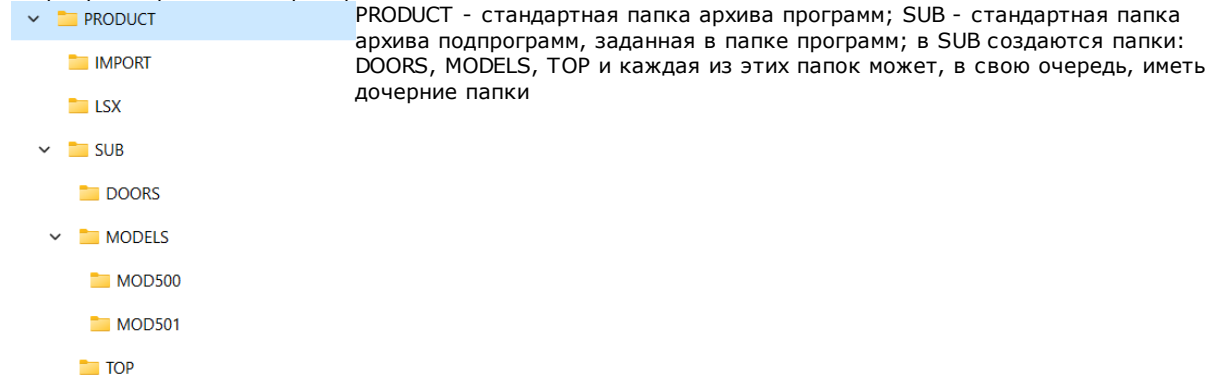 PRODUCT
IMPORT
LSX
SUB
DOORS
MODELS
MOD500
MOD501
TOP
PRODUCT - стандартная папка архива программ; SUB - стандартная папка
архива подпрограмм, заданная в папке программ; в SUB создаются папки:
DOORS, MODELS, TOP и каждая из этих папок может, в свою очередь, иметь
дочерние папки